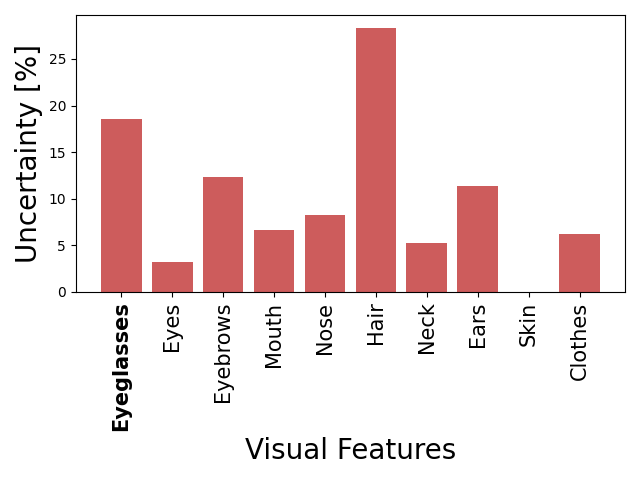 Uncertainty [%]
25
20
15
10
5
0
Eyeglasses
Eyes
Eyebrows
Mouth
Nose
Hair
Neck
Ears
Skin
Clothes
Visual Features